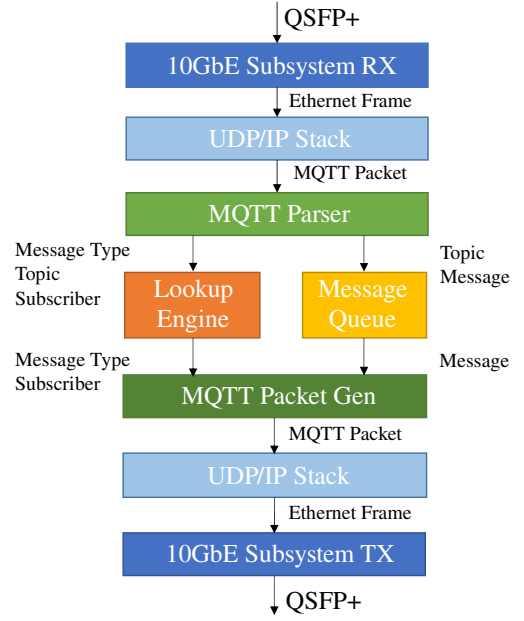 QSFP+
10GbE Subsystem RX
Ethernet Frame
UDP/IP Stack
MQTT Packet
MQTT Parser
Message Type
Topic
Subscriber
Topic
Message
Lookup
Engine
Message
Queue
Message Type
Subscriber
Message
MQTT Packet Gen
MQTT Packet
UDP/IP Stack
Ethernet Frame
10GbE Subsystem TX
QSFP+